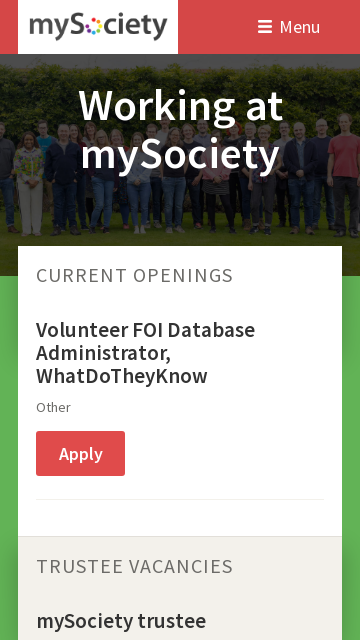 mySociety
Menu
Working at
mySociety
CURRENT OPENINGS
Volunteer FOI Database
Administrator,
WhatDoTheyKnow
Other
Apply
TRUSTEE VACANCIES
mySociety trustee